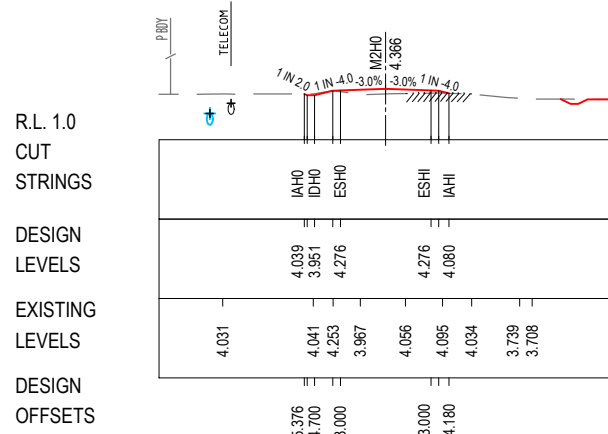 P BDY
TELECOM
M2H0
4.366
1 IN 2.0 1 IN -4.0 -3.0% -3.0% 1 IN -4.0
R.L. 1.0
CUT
STRINGS
IAH0 IDH0 ESH0 ESHI IAHI
DESIGN
LEVELS
4.039 3.951 4.276 4.276 4.080
EXISTING
LEVELS
4.031 4.041 4.253 3.967 4.056 4.095 4.034 3.739 3.708
DESIGN
OFFSETS
4.180